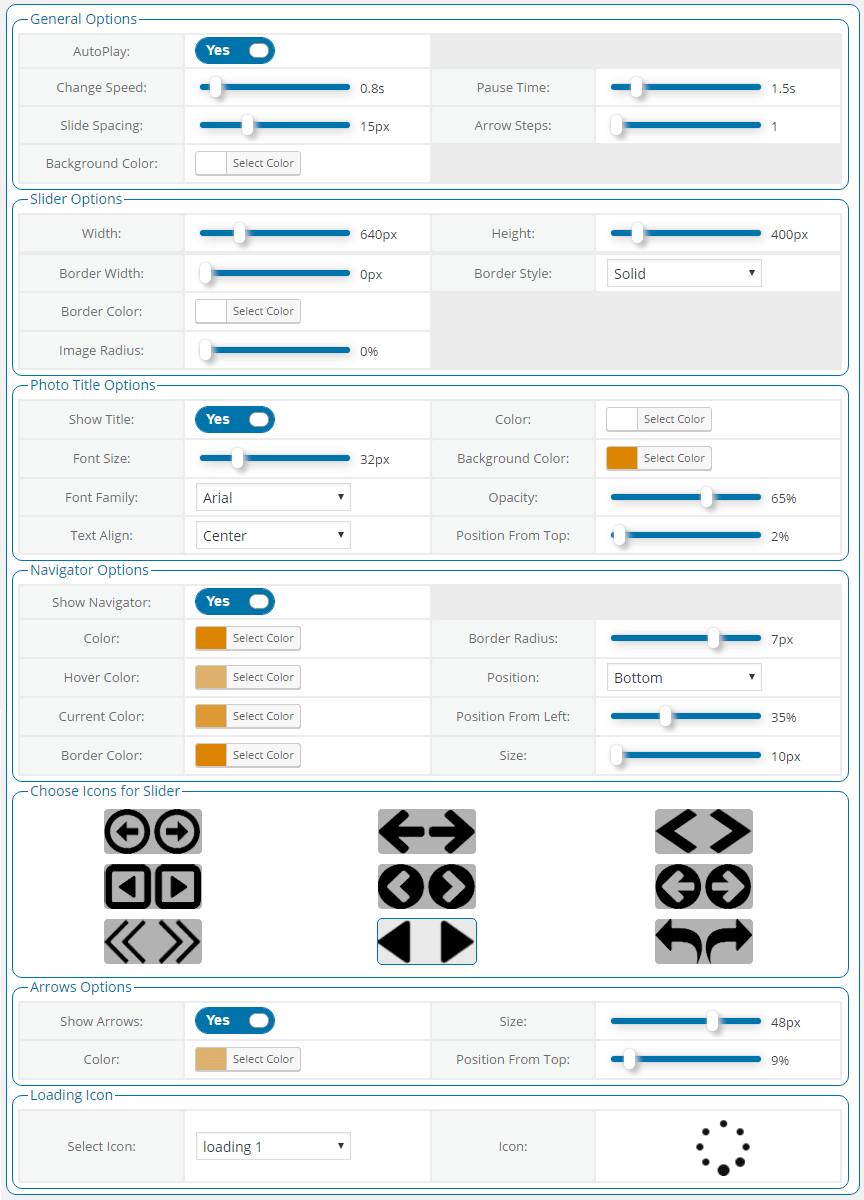 General Options
AutoPlay: Yes
Change Speed: 0.8s Pause Time: 1.5s
Slide Spacing: 15px Arrow Steps: 1
Background Color: Select Color
Slider Options
Width: 640px Height: 400px
Border Width: 0px Border Style: Solid
Border Color: Select Color
Image Radius: 0%
Photo Title Options
Show Title: Yes Color: Select Color
Font Size: 32px Background Color: Select Color
Font Family: Arial Opacity: 65%
Text Align: Center Position From Top: 2%
Navigator Options
Show Navigator: Yes
Color: Select Color Border Radius: 7px
Hover Color: Select Color Position: Bottom
Current Color: Select Color Position From Left: 35%
Border Color: Select Color Size: 10px
Choose Icons for Slider
Arrows Options
Show Arrows: Yes Size: 48px
Color: Select Color Position From Top: 9%
Loading Icon
Select Icon: loading 1 Icon: